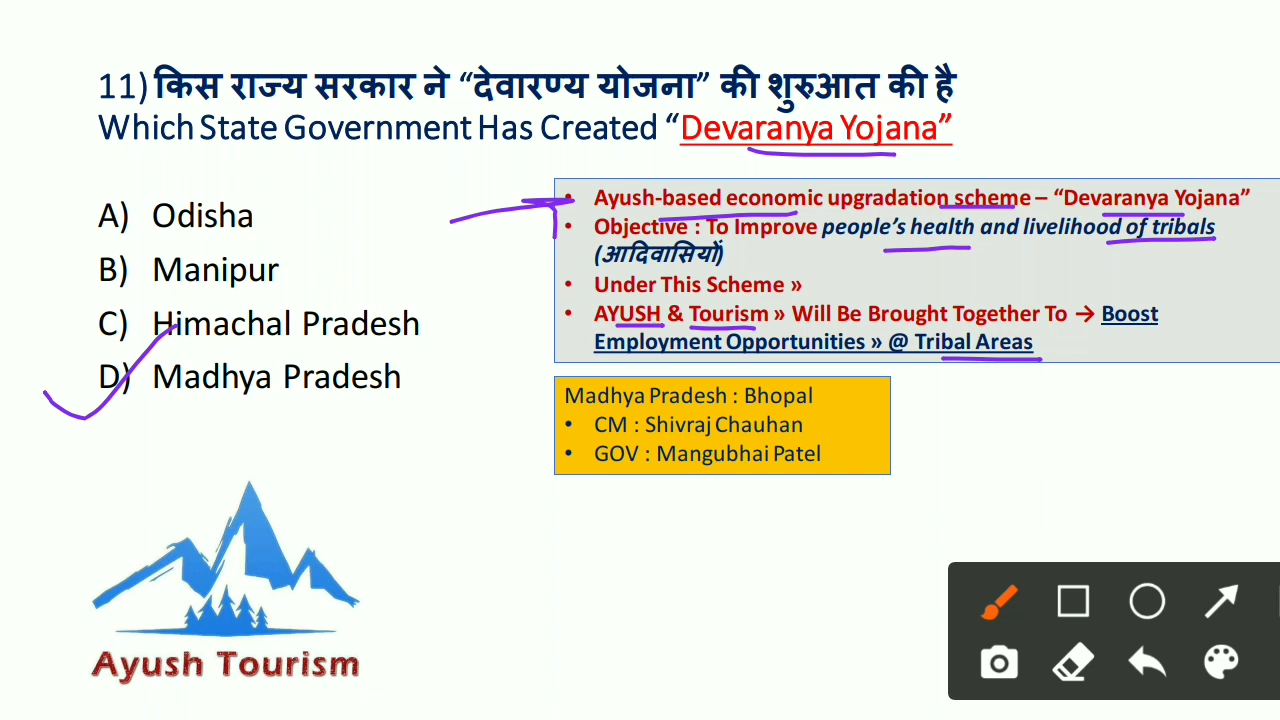 11) किस राज्य सरकार ने “देवारण्य योजना” की शुरुआत की है
Which State Government Has Created “Devaranya Yojana”
A) Odisha
B) Manipur
C) Himachal Pradesh
D) Madhya Pradesh
• Ayush-based economic upgradation scheme – “Devaranya Yojana”
• Objective : To Improve people’s health and livelihood of tribals
(आदिवासियों)
• Under This Scheme »
• AYUSH & Tourism » Will Be Brought Together To → Boost
Employment Opportunities » @ Tribal Areas
Madhya Pradesh : Bhopal
• CM : Shivraj Chauhan
• GOV : Mangubhai Patel
Ayush Tourism